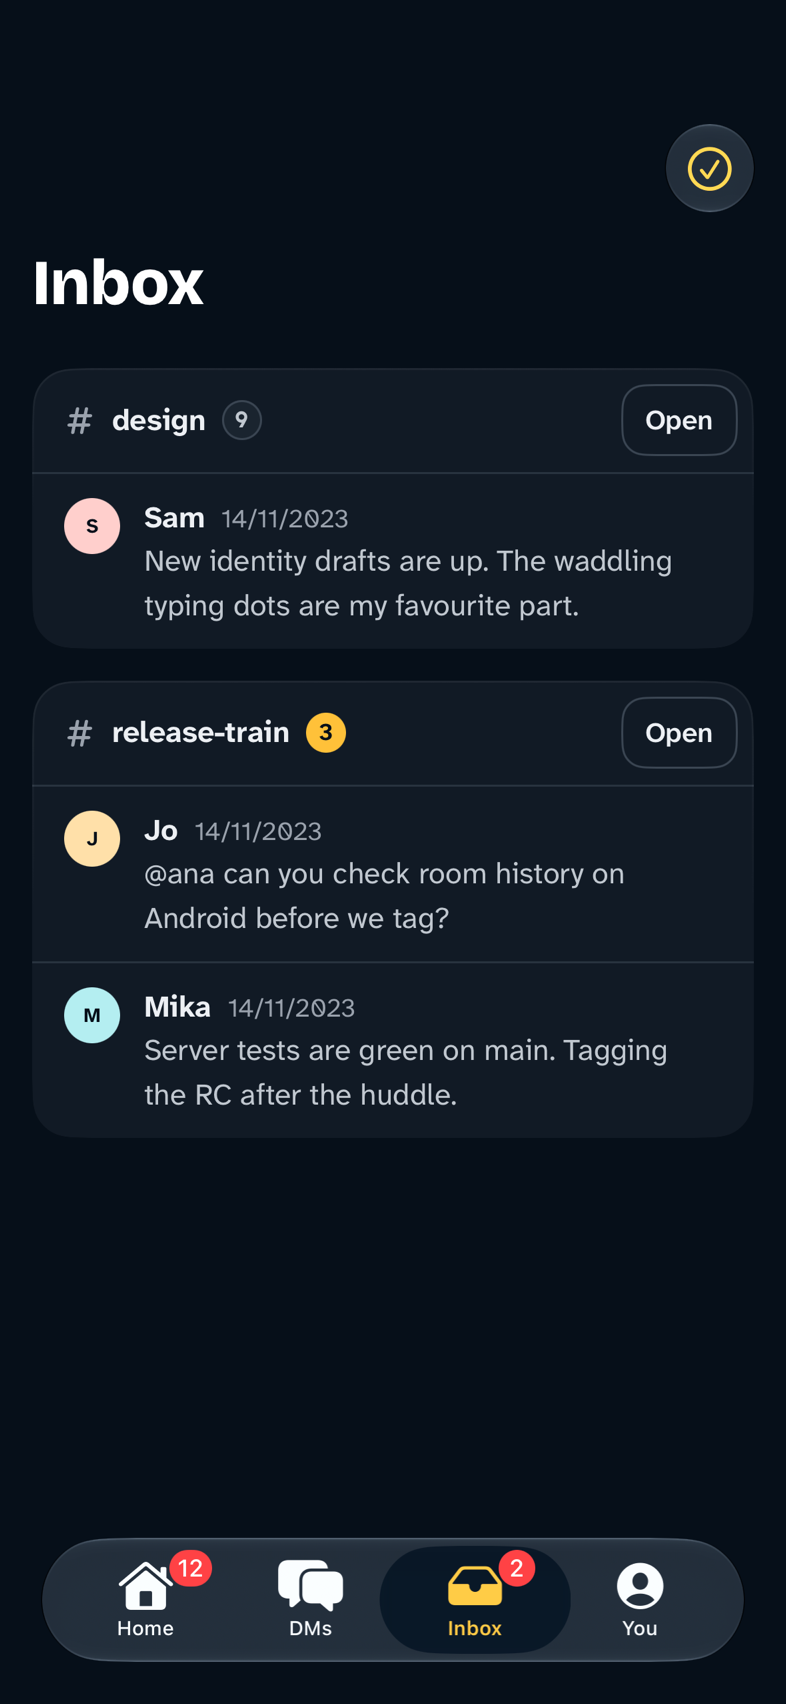 Inbox
# design 9 Open
S
Sam 14/11/2023
New identity drafts are up. The waddling
typing dots are my favourite part.
# release-train 3 Open
J
Jo 14/11/2023
@ana can you check room history on
Android before we tag?
M
Mika 14/11/2023
Server tests are green on main. Tagging
the RC after the huddle.
12
2
Home DMs Inbox You